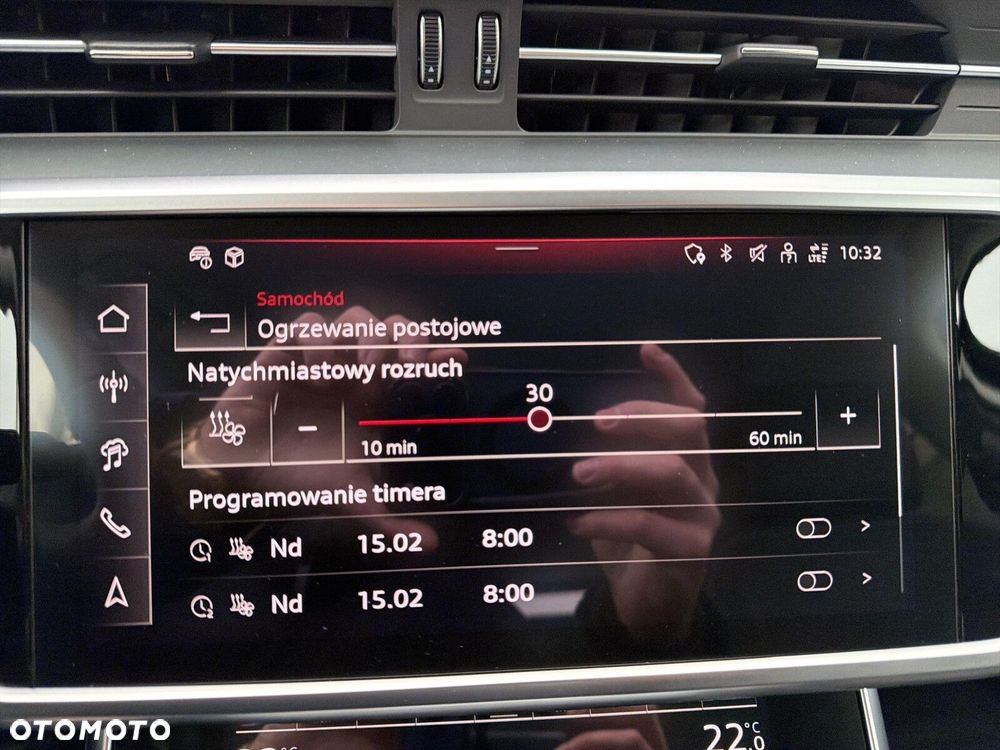 LTE 10:32
Samochód
Ogrzewanie postojowe
Natychmiastowy rozruch
30
10 min 60 min
Programowanie timera
Nd 15.02 8:00
Nd 15.02 8:00
OTOMOTO
22.0 °C